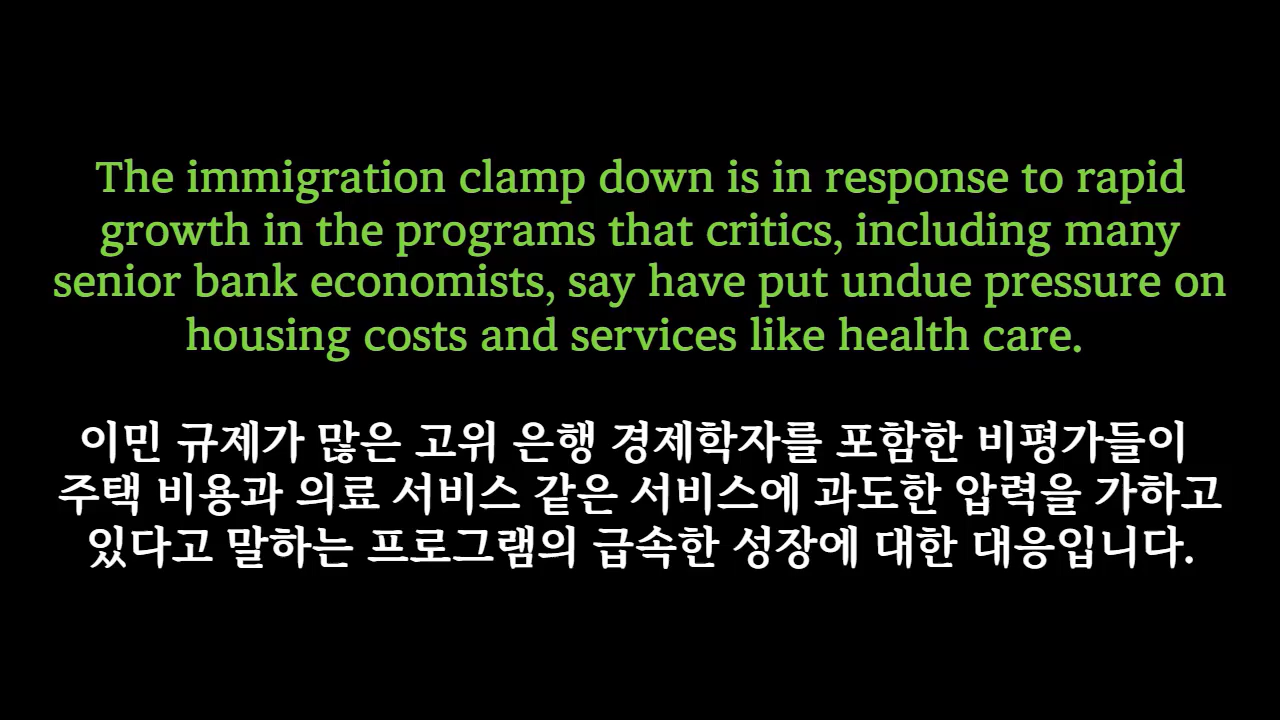 The immigration clamp down is in response to rapid
growth in the programs that critics, including many
senior bank economists, say have put undue pressure on
housing costs and services like health care.
이민 규제가 많은 고위 은행 경제학자를 포함한 비평가들이
주택 비용과 의료 서비스 같은 서비스에 과도한 압력을 가하고
있다고 말하는 프로그램의 급속한 성장에 대한 대응입니다.